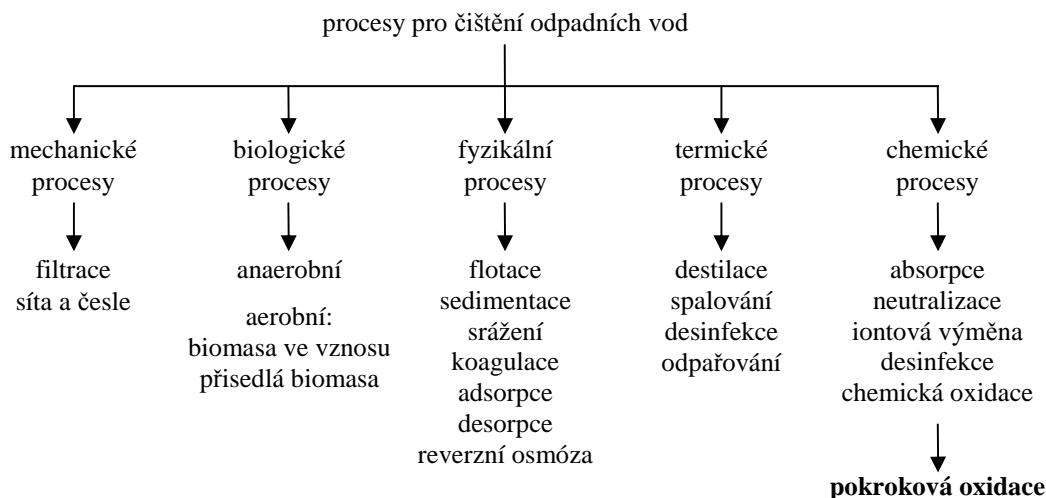 procesy pro čištění odpadních vod
mechanické
procesy
biologické
procesy
fyzikální
procesy
termické
procesy
chemické
procesy
filtrace
síta a česle
anaerobní
aerobní:
biomasa ve vznosu
přisedlá biomasa
flotace
sedimentace
srážení
koagulace
adsorpce
desorpce
reverzní osmóza
destilace
spalování
desinfekce
odpařování
absorpce
neutralizace
iontová výměna
desinfekce
chemická oxidace
pokroková oxidace